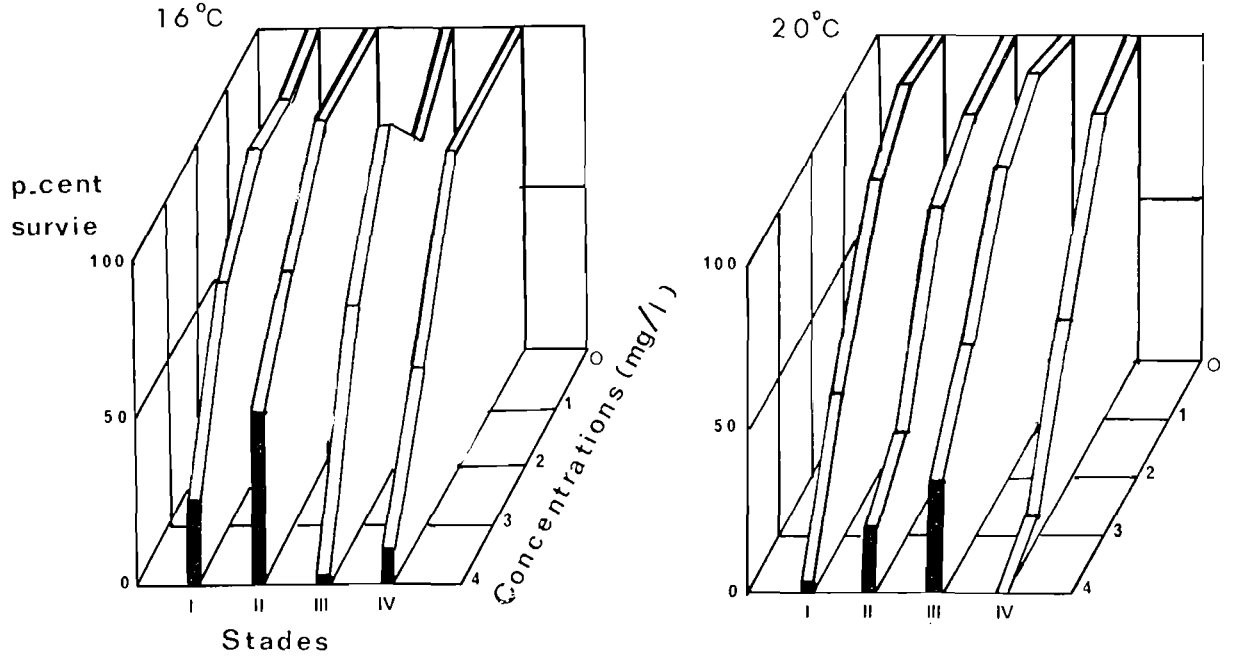 16°C
p.cent
survie
100
50
0
I II III IV
Stades
0
1
2
3
4
Concentrations (mg/l)
20°C
100
50
0
I II III IV
0
1
2
3
4